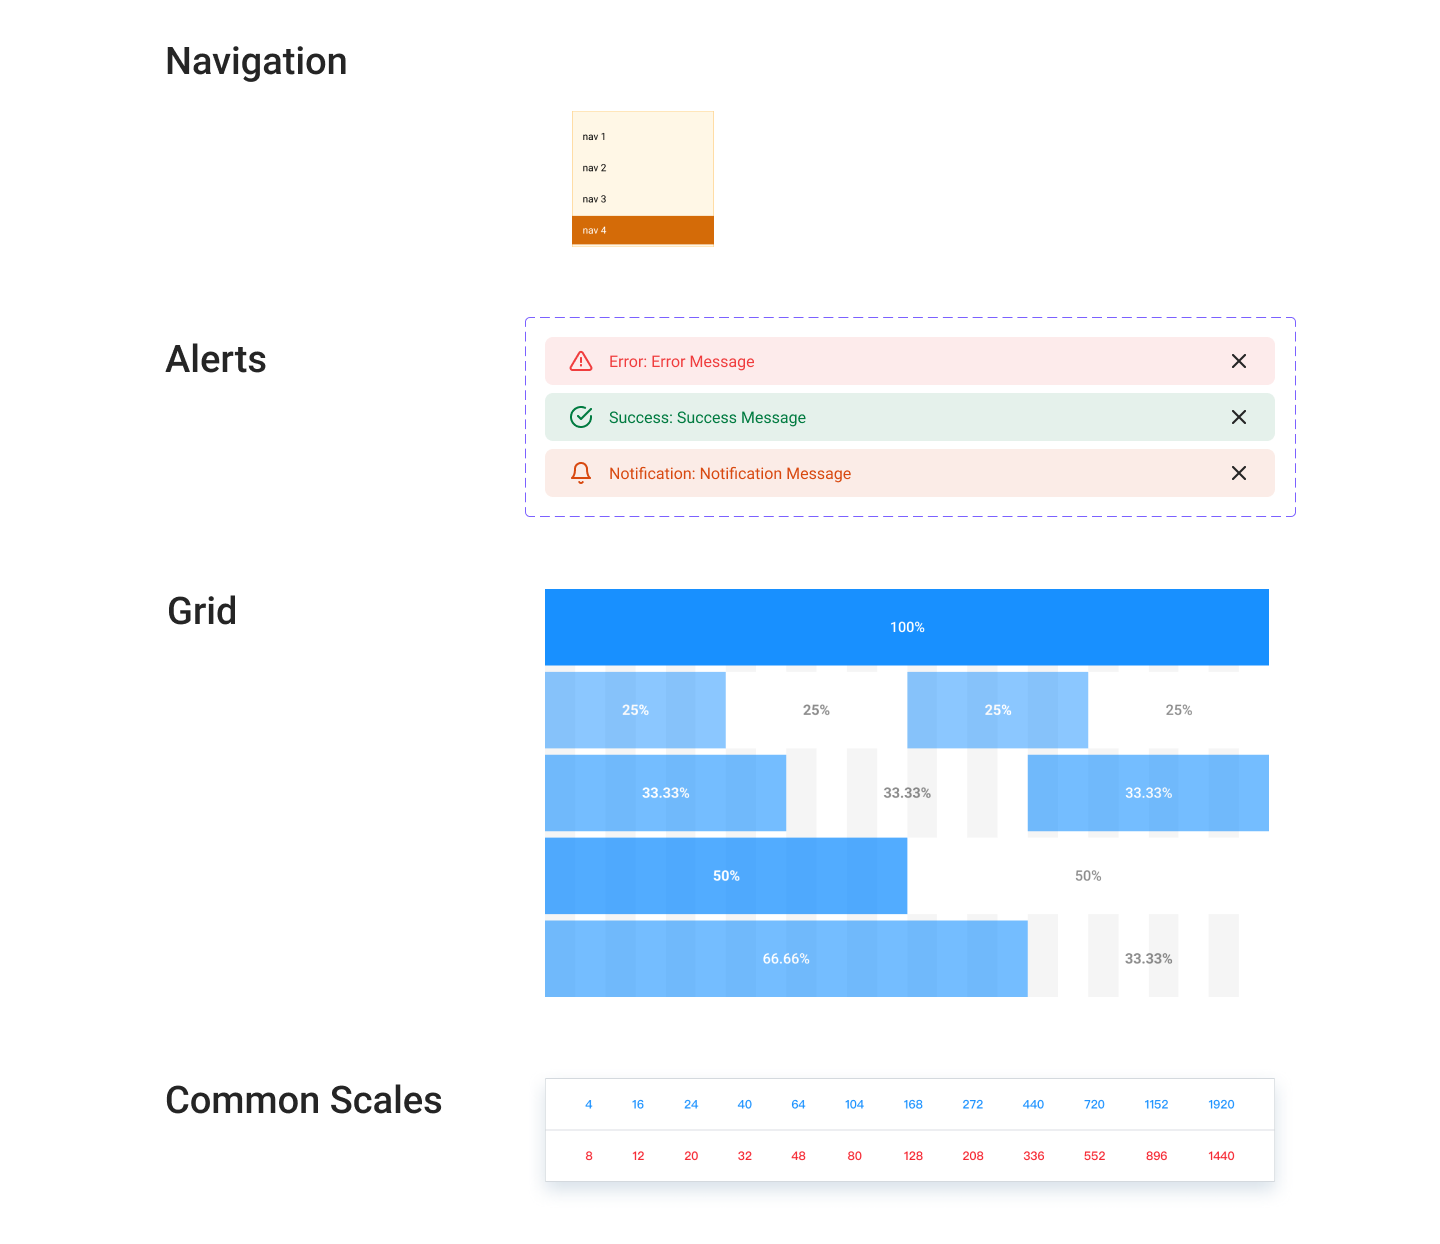 Navigation
nav 1
nav 2
nav 3
nav 4
Alerts
Error: Error Message
Success: Success Message
Notification: Notification Message
Grid
100%
25% 25% 25% 25%
33.33% 33.33% 33.33%
50% 50%
66.66% 33.33%
Common Scales
4 16 24 40 64 104 168 272 440 720 1152 1920
8 12 20 32 48 80 128 208 336 552 896 1440